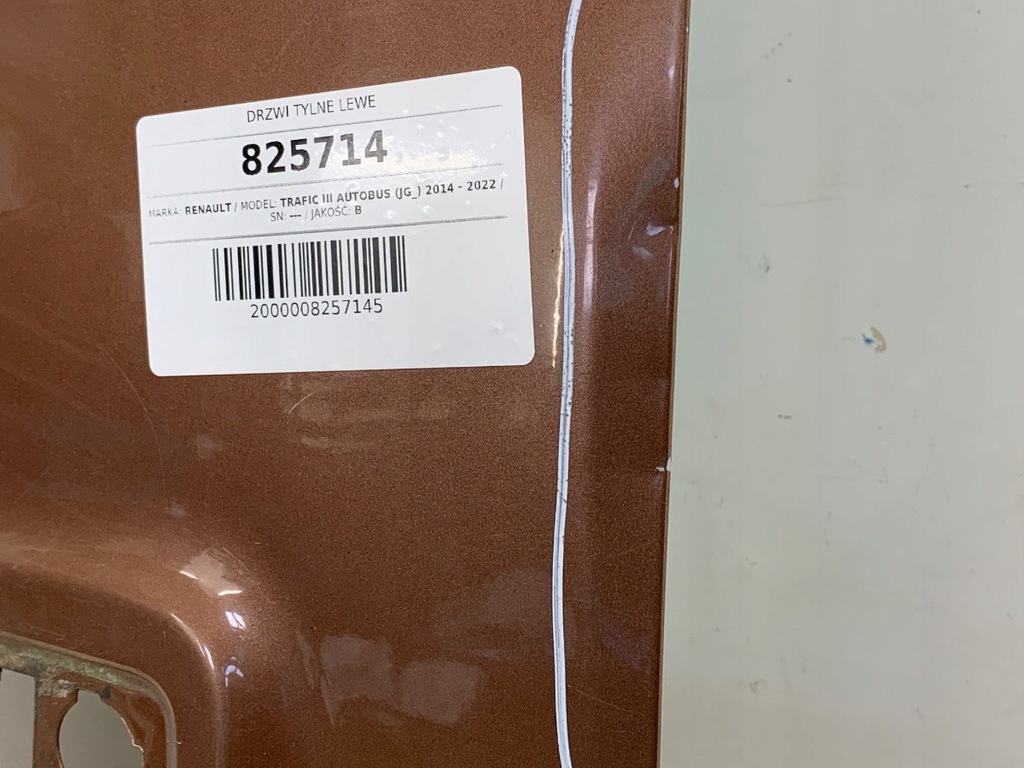 DRZWI TYLNE LEWE
825714
MARKA: RENAULT / MODEL: TRAFIC III AUTOBUS (JG_) 2014 - 2022 /
SN: --- / JAKOŚĆ: B
2000008257145